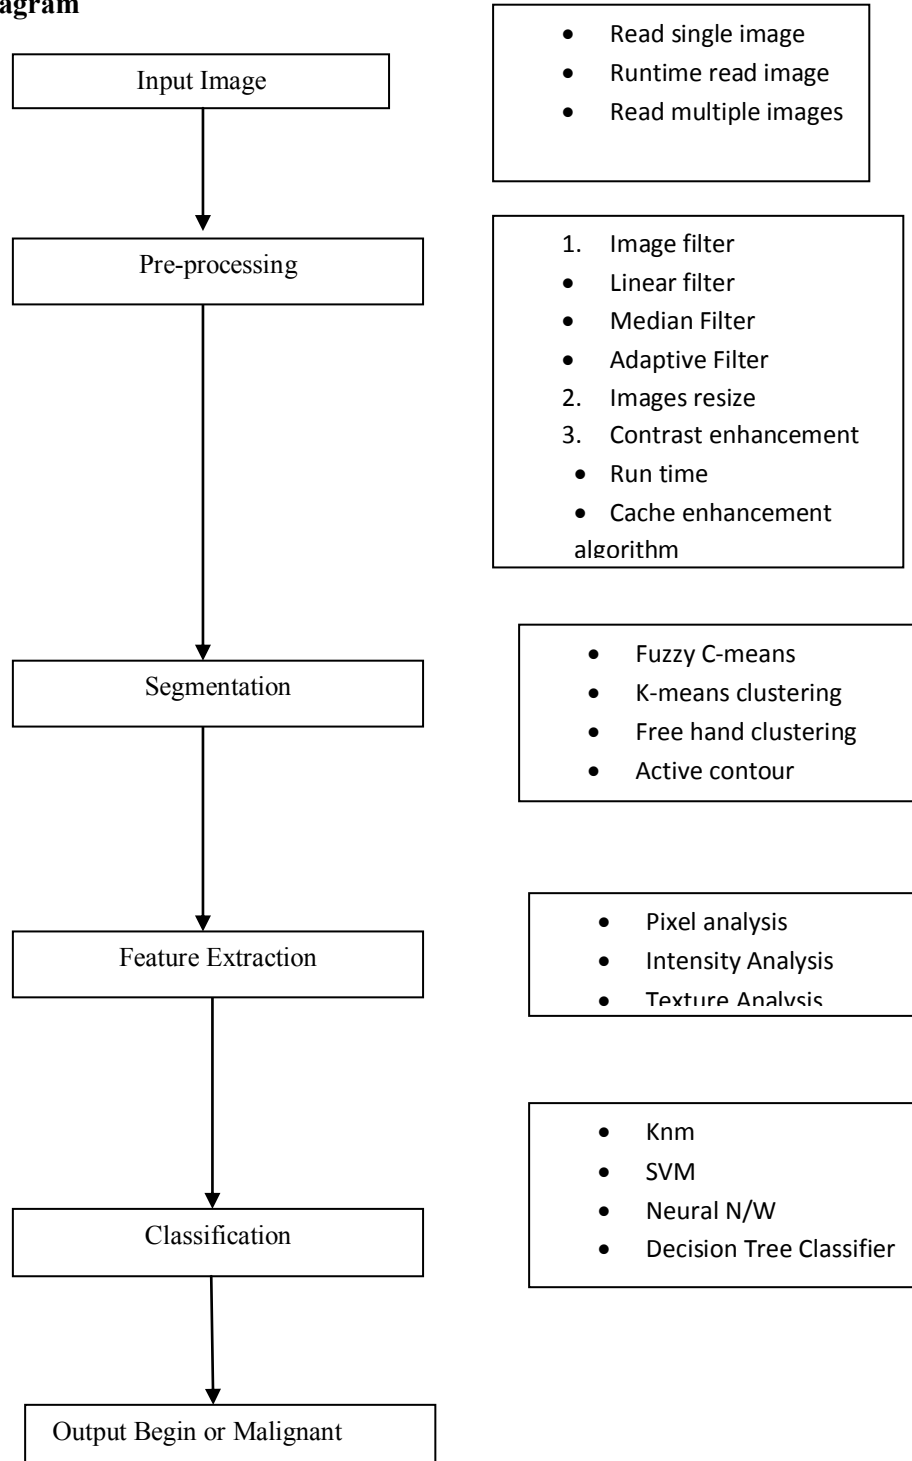 agram
Input Image
• Read single image
• Runtime read image
• Read multiple images
Pre-processing
1. Image filter
• Linear filter
• Median Filter
• Adaptive Filter
2. Images resize
3. Contrast enhancement
• Run time
• Cache enhancement
algorithm
Segmentation
• Fuzzy C-means
• K-means clustering
• Free hand clustering
• Active contour
Feature Extraction
• Pixel analysis
• Intensity Analysis
• Texture Analysis
Classification
• Knm
• SVM
• Neural N/W
• Decision Tree Classifier
Output Begin or Malignant